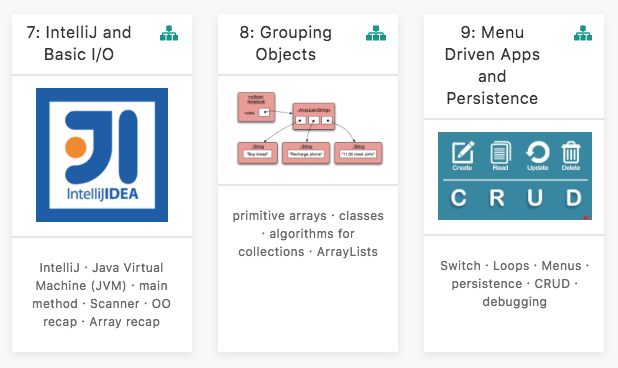 7: IntelliJ and
Basic I/O
IntelliJIDEA
IntelliJ · Java Virtual
Machine (JVM) · main
method · Scanner · OO
recap · Array recap
8: Grouping
Objects
myBook:
Notebook
notes
:ArrayList<String>
:String
:String
:String
"Buy bread"
"Recharge phone"
"11:30 meet John"
primitive arrays · classes
· algorithms for
collections · ArrayLists
9: Menu
Driven Apps
and
Persistence
Create Read Update Delete
C R U D
Switch · Loops · Menus ·
persistence · CRUD ·
debugging